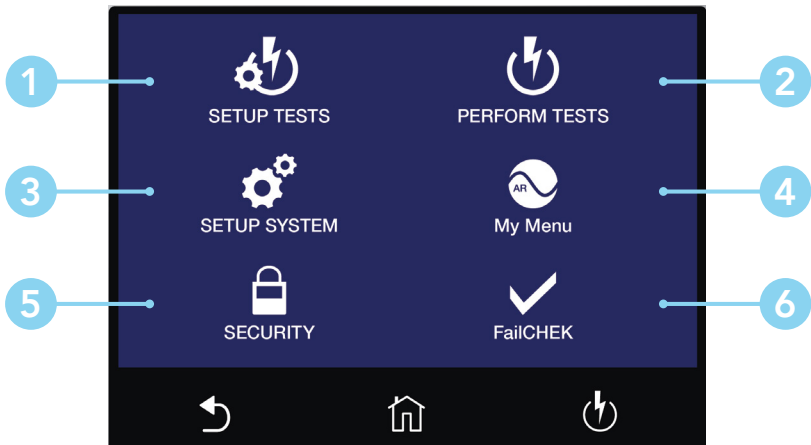 1
SETUP TESTS
PERFORM TESTS
2
3
SETUP SYSTEM
AR
My Menu
4
5
SECURITY
FailCHEK
6